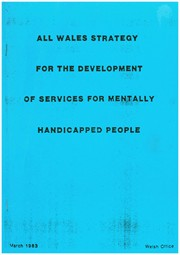 ALL WALES STRATEGY
FOR THE DEVELOPMENT
OF SERVICES FOR MENTALLY
HANDICAPPED PEOPLE
March 1983
Welsh Office